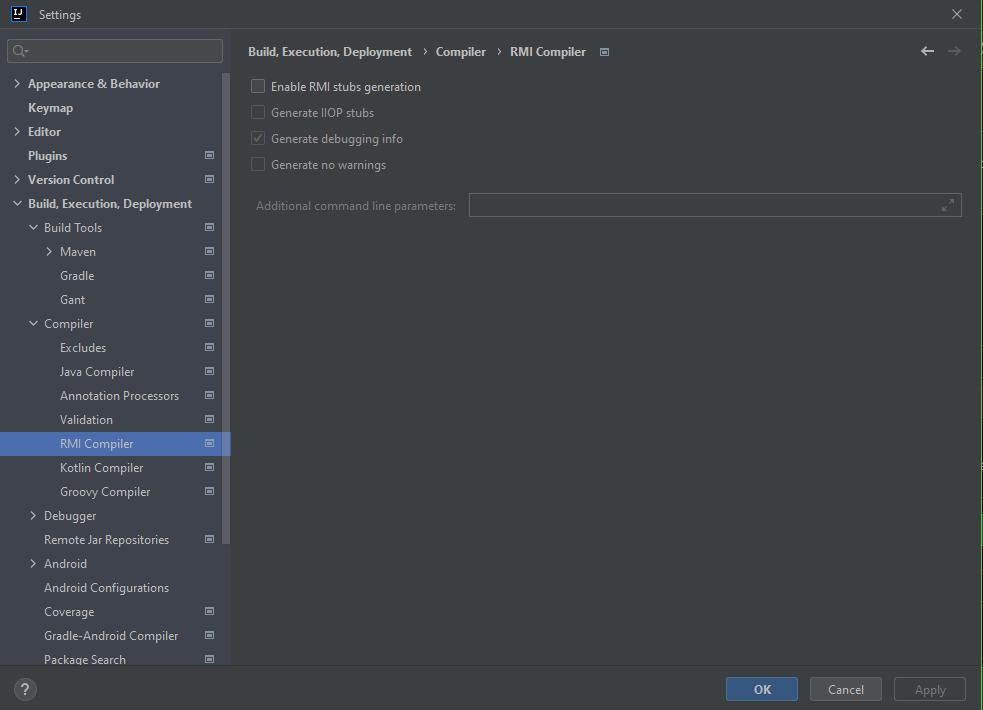 IJ
Settings
Appearance & Behavior
Keymap
Editor
Plugins
Version Control
Build, Execution, Deployment
Build Tools
Maven
Gradle
Gant
Compiler
Excludes
Java Compiler
Annotation Processors
Validation
RMI Compiler
Kotlin Compiler
Groovy Compiler
Debugger
Remote Jar Repositories
Android
Android Configurations
Coverage
Gradle-Android Compiler
Package Search
Build, Execution, Deployment › Compiler › RMI Compiler
Enable RMI stubs generation
Generate IIOP stubs
Generate debugging info
Generate no warnings
Additional command line parameters:
?
OK Cancel Apply